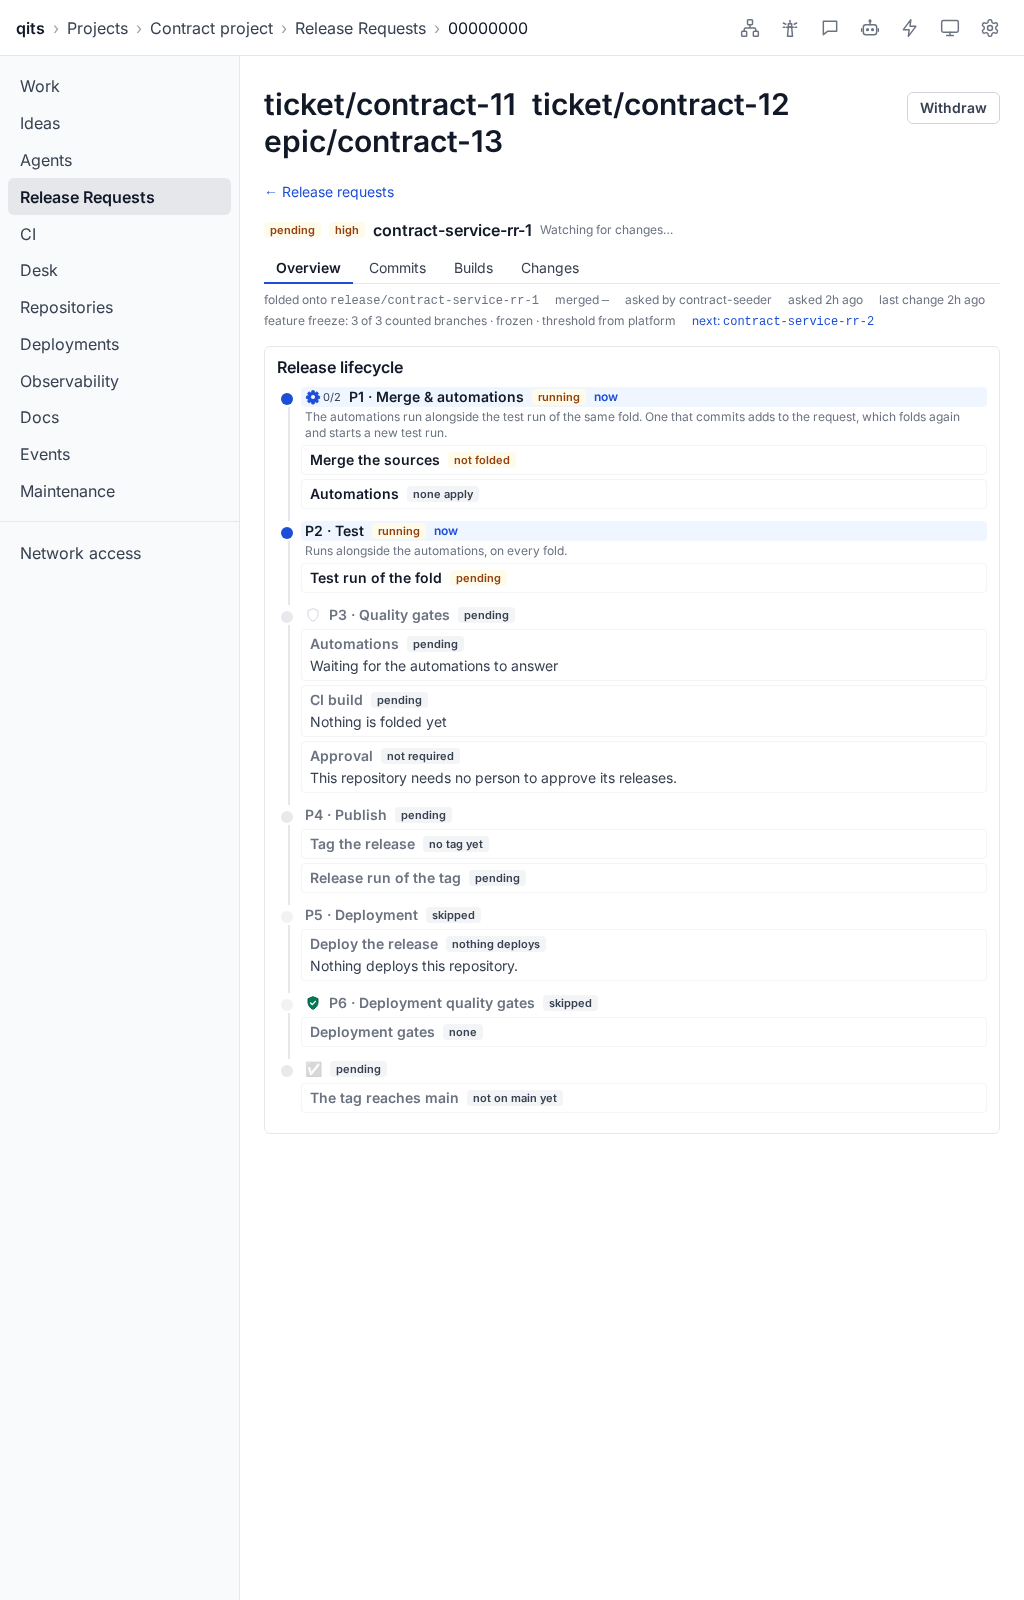 qits › Projects › Contract project › Release Requests › 00000000
Work
Ideas
Agents
Release Requests
CI
Desk
Repositories
Deployments
Observability
Docs
Events
Maintenance
Network access
ticket/contract-11 ticket/contract-12
epic/contract-13
Withdraw
← Release requests
pending high contract-service-rr-1 Watching for changes…
Overview Commits Builds Changes
folded onto release/contract-service-rr-1 merged — asked by contract-seeder asked 2h ago last change 2h ago
feature freeze: 3 of 3 counted branches · frozen · threshold from platform next: contract-service-rr-2
Release lifecycle
0/2 P1 · Merge & automations running now
The automations run alongside the test run of the same fold. One that commits adds to the request, which folds again
and starts a new test run.
Merge the sources not folded
Automations none apply
P2 · Test running now
Runs alongside the automations, on every fold.
Test run of the fold pending
P3 · Quality gates pending
Automations pending
Waiting for the automations to answer
CI build pending
Nothing is folded yet
Approval not required
This repository needs no person to approve its releases.
P4 · Publish pending
Tag the release no tag yet
Release run of the tag pending
P5 · Deployment skipped
Deploy the release nothing deploys
Nothing deploys this repository.
P6 · Deployment quality gates skipped
Deployment gates none
pending
The tag reaches main not on main yet